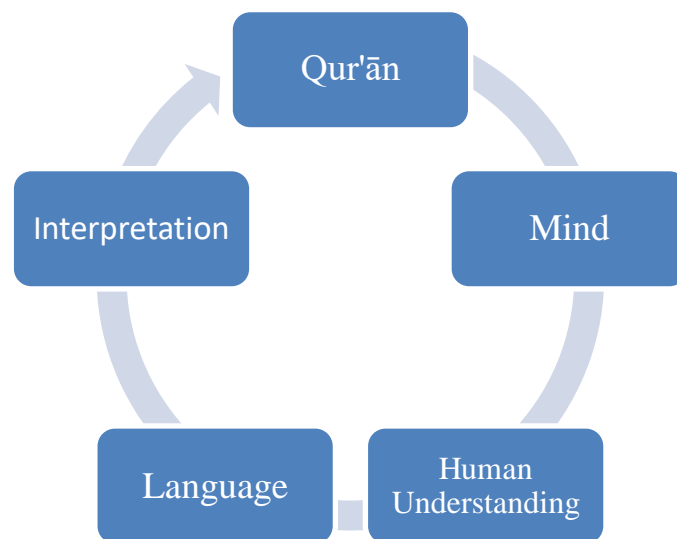 Qur'ān
Mind
Human
Understanding
Language
Interpretation